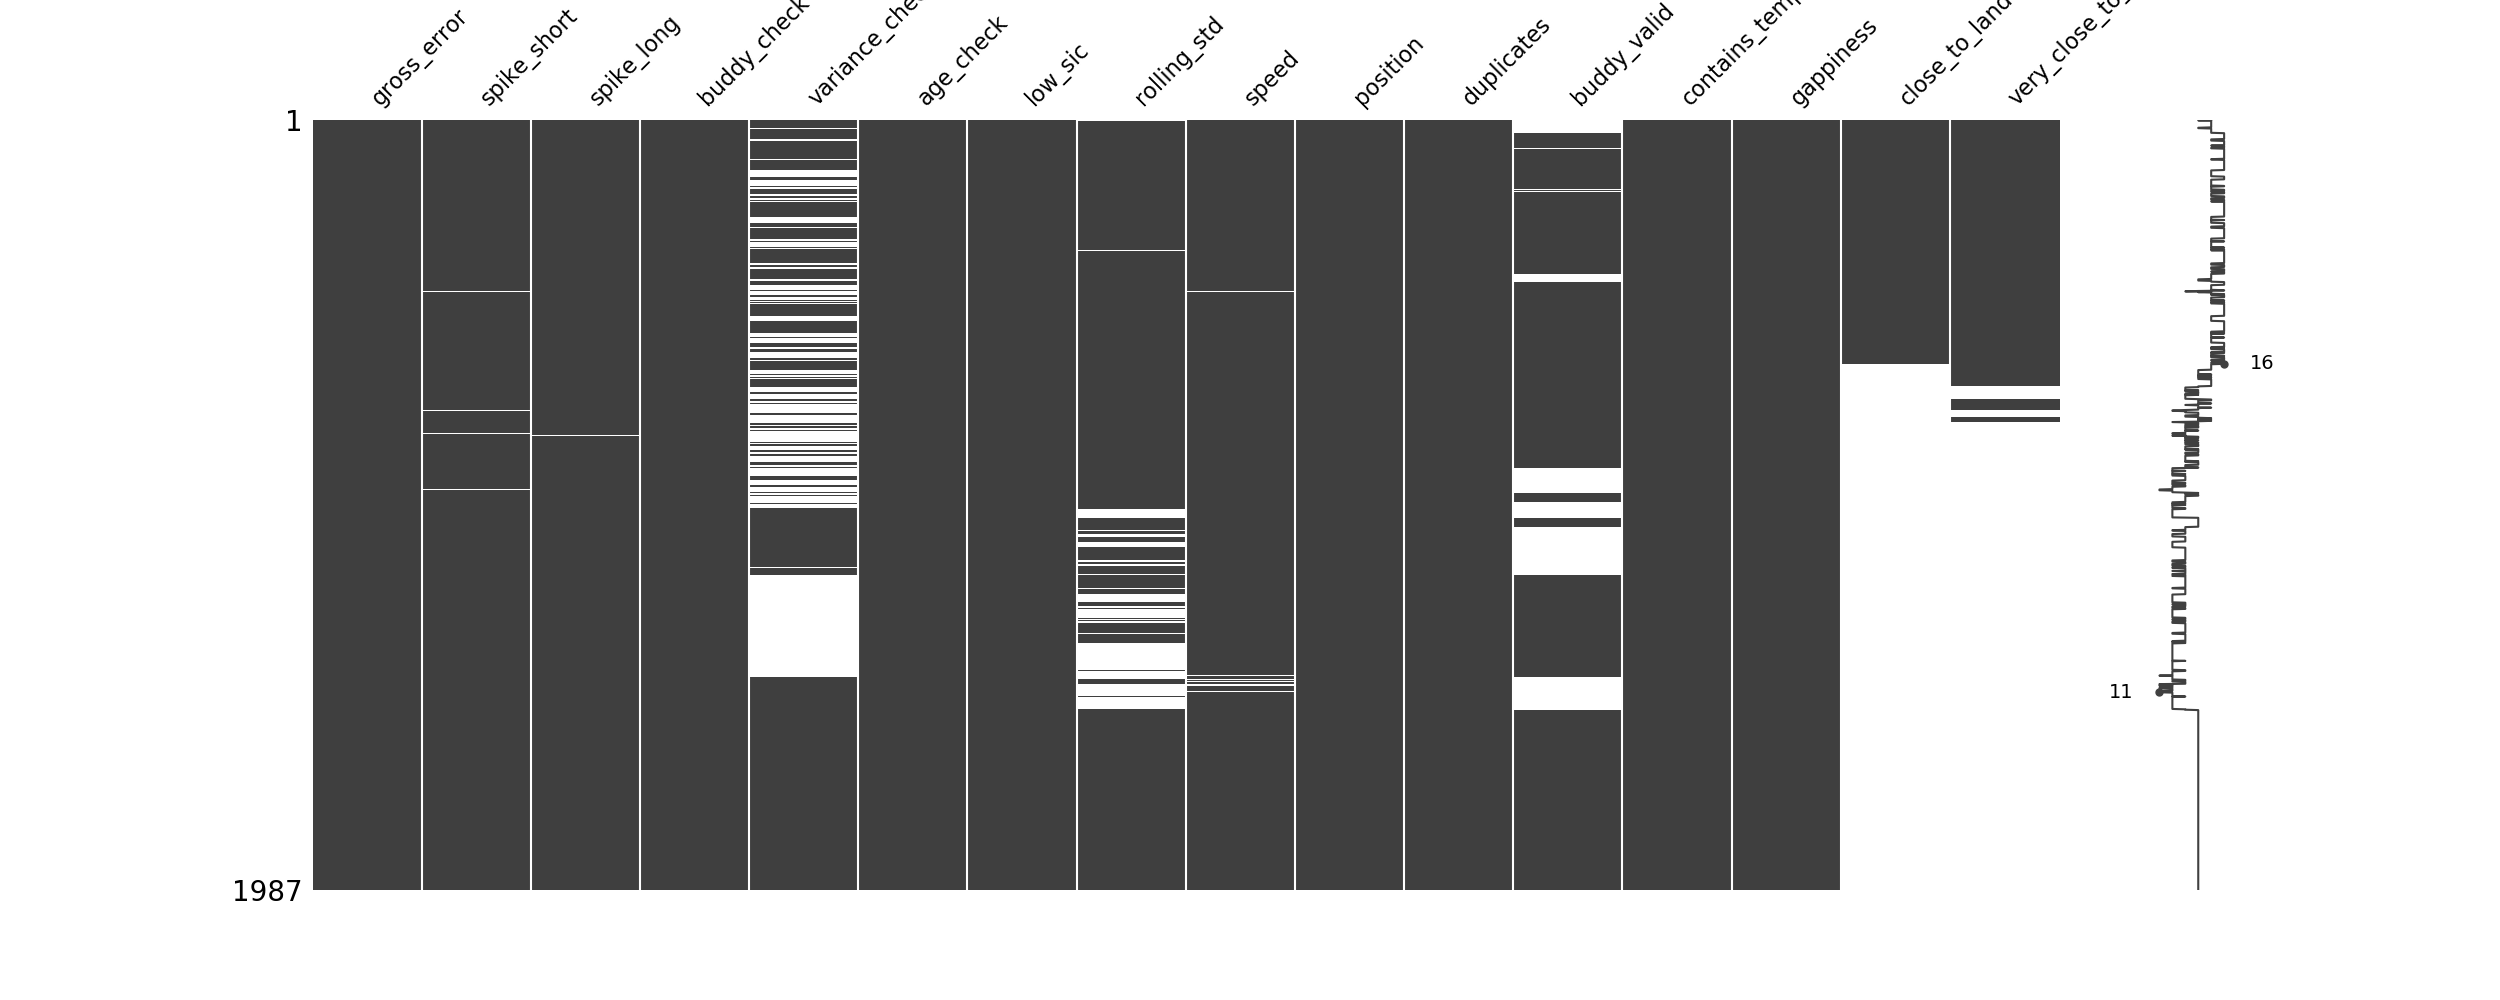 gross_error
spike_short
spike_long
buddy_check
age_check
low_sic
rolling_std
speed
position
duplicates
buddy_valid
gappiness
close_to_land
1
16
11
1987